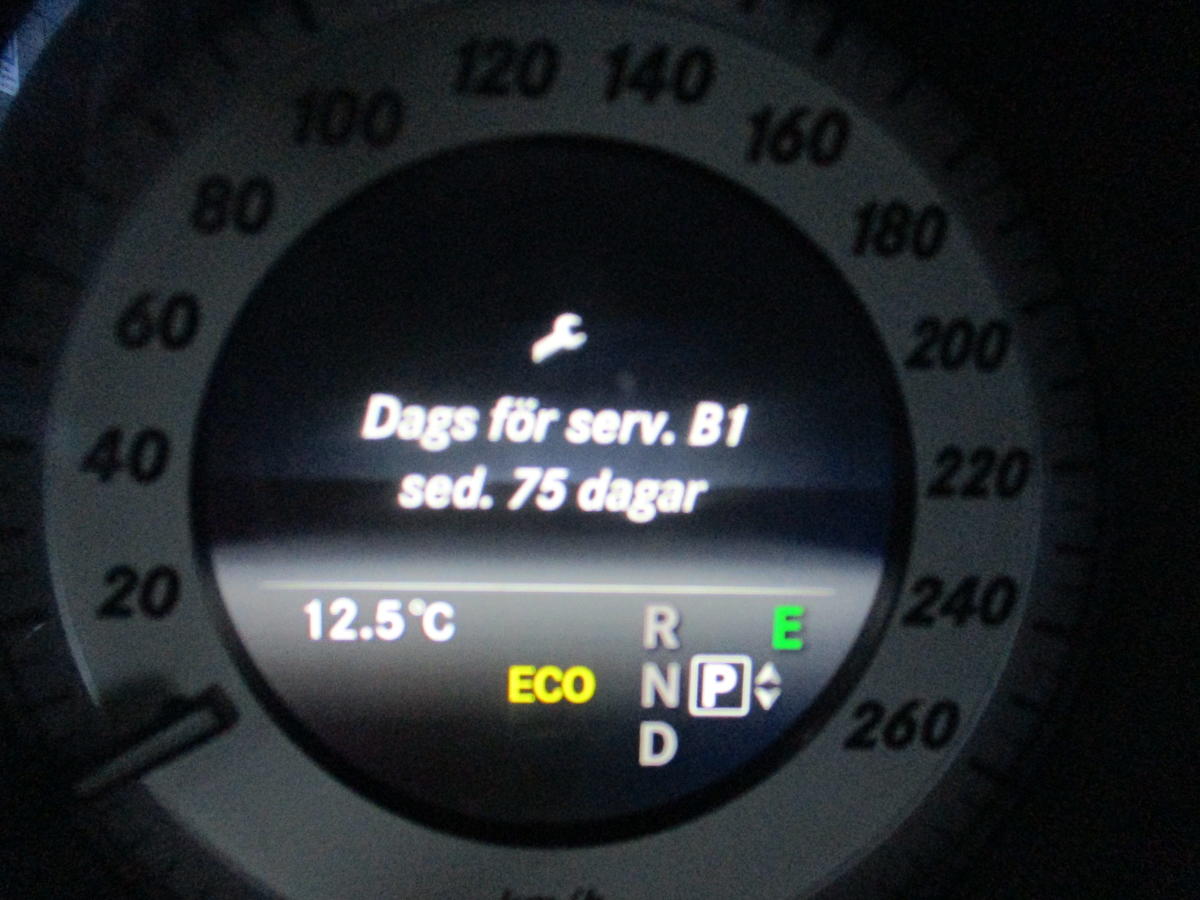 120 140
100 160
80 180
60 200
40 220
20 240
260
Dags för serv. B1
sed. 75 dagar
12.5°C
R E
ECO N P
D